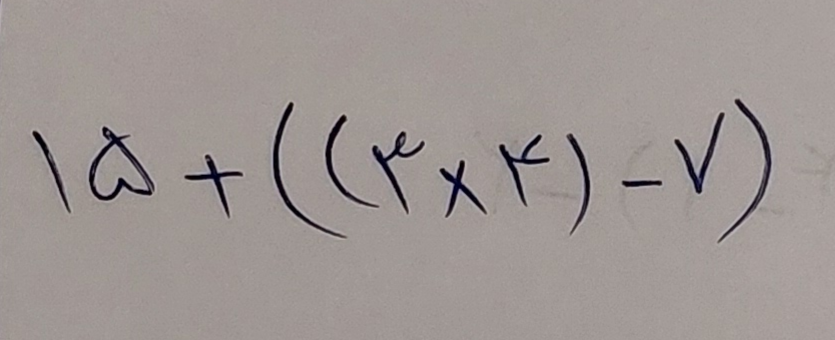 ۱۵ + ((۳ × ۴) − ۷)